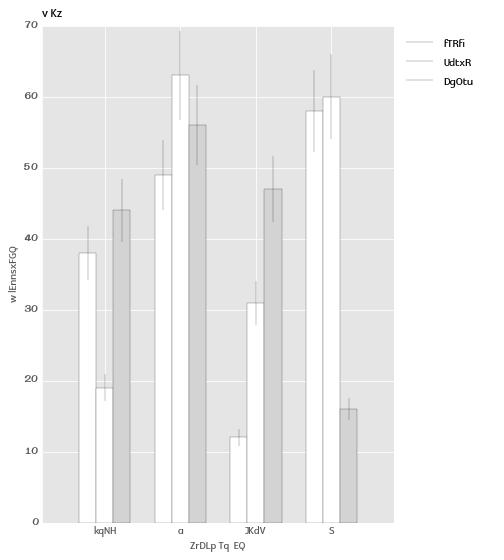 v Kz
70
60
50
40
30
20
10
0
w lEnnsxFGQ
kqNH a JKdV S
ZrDLp Tq EQ
fTRfi
UdtxR
DgOtu